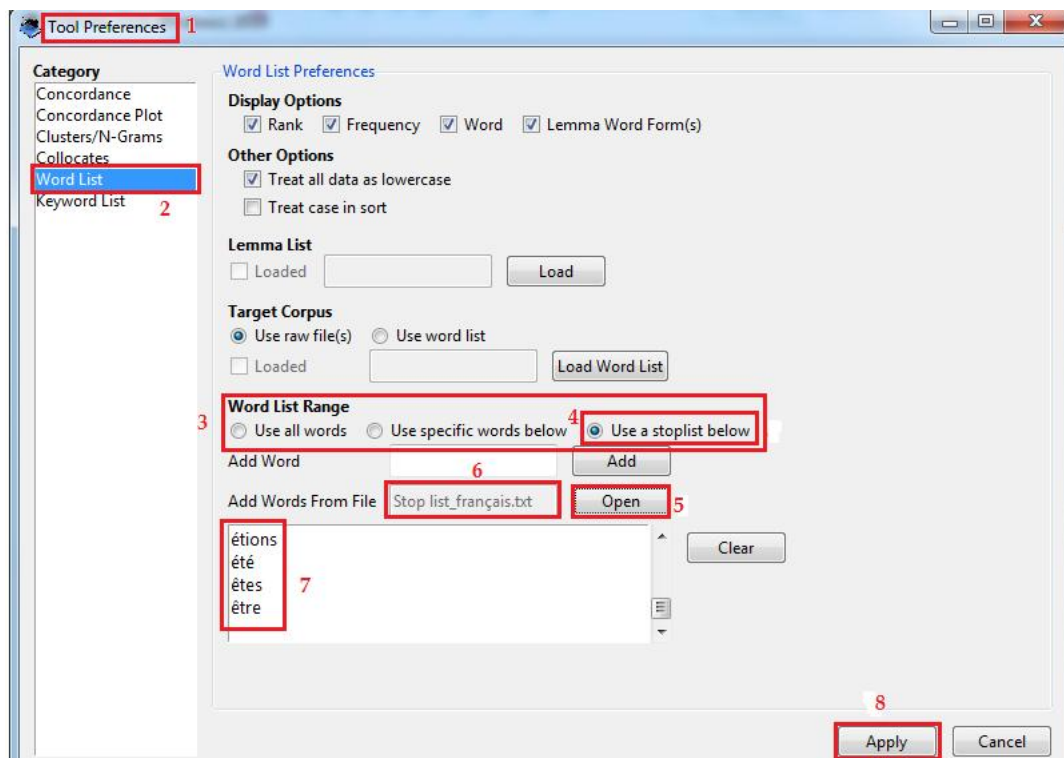 Tool Preferences 1
Category
Concordance
Concordance Plot
Clusters/N-Grams
Collocates
Word List
Keyword List
2
Word List Preferences
Display Options
Rank Frequency Word Lemma Word Form(s)
Other Options
Treat all data as lowercase
Treat case in sort
Lemma List
Loaded Load
Target Corpus
Use raw file(s) Use word list
Loaded Load Word List
Word List Range
3 Use all words Use specific words below 4 Use a stoplist below
Add Word 6 Add
Add Words From File Stop list_français.txt Open 5
étions
été
êtes 7
être
Clear
8
Apply Cancel